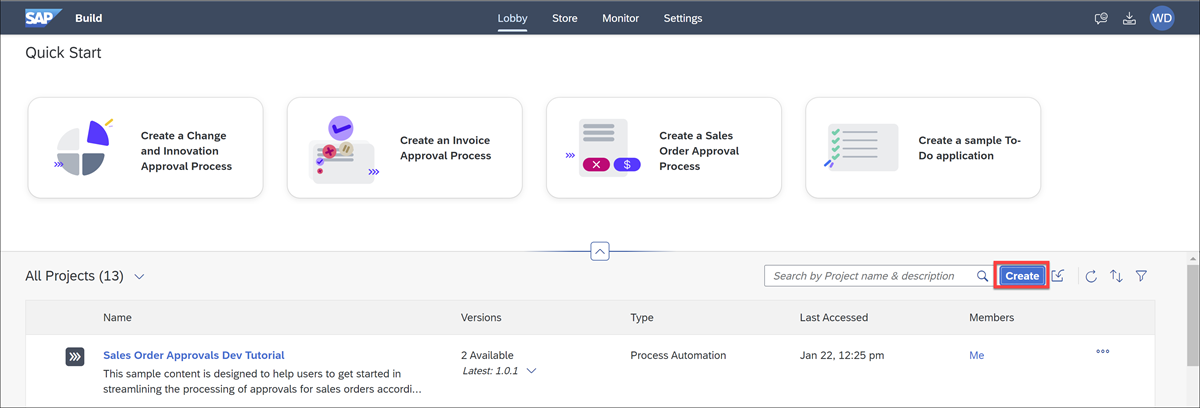 SAP Build Lobby Store Monitor Settings WD
Quick Start
Create a Change
and Innovation
Approval Process
Create an Invoice
Approval Process
Create a Sales
Order Approval
Process
$
Create a sample To-
Do application
All Projects (13)
Search by Project name & description
Create
Name Versions Type Last Accessed Members
Sales Order Approvals Dev Tutorial 2 Available Process Automation Jan 22, 12:25 pm Me
Latest: 1.0.1
This sample content is designed to help users to get started in
streamlining the processing of approvals for sales orders accordi...